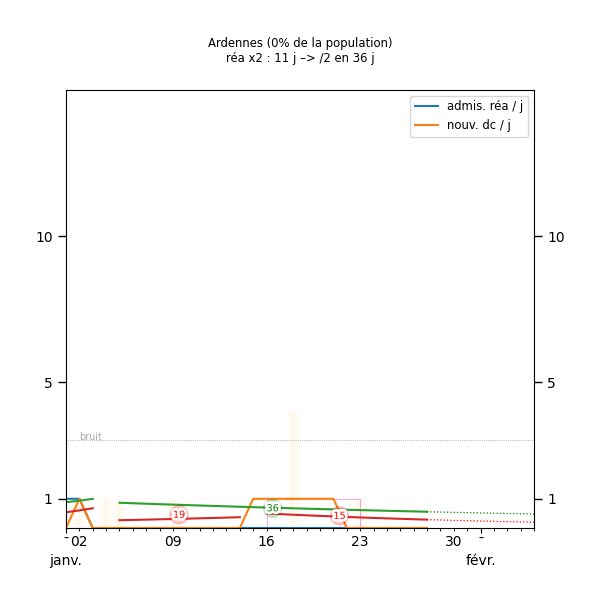 Ardennes (0% de la population)
réa x2 : 11 j –> /2 en 36 j
admis. réa / j
nouv. dc / j
10 10
5 5
bruit
1 1
19 36 15
02 09 16 23 30
janv. févr.